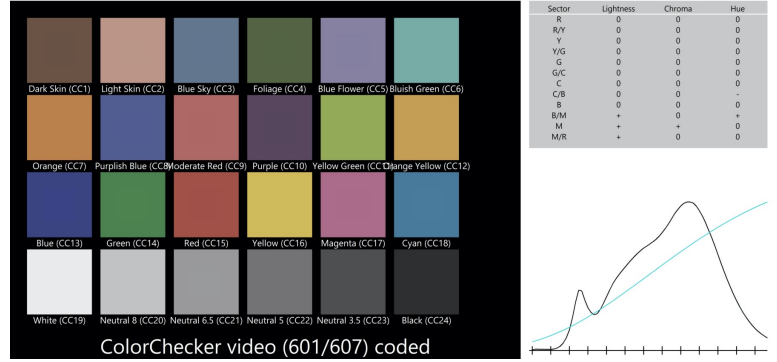 Dark Skin (CC1) Light Skin (CC2) Blue Sky (CC3) Foliage (CC4) Blue Flower (CC5) Bluish Green (CC6)
Orange (CC7) Purplish Blue (CC8) Moderate Red (CC9) Purple (CC10) Yellow Green (CC11) Orange Yellow (CC12)
Blue (CC13) Green (CC14) Red (CC15) Yellow (CC16) Magenta (CC17) Cyan (CC18)
White (CC19) Neutral 8 (CC20) Neutral 6.5 (CC21) Neutral 5 (CC22) Neutral 3.5 (CC23) Black (CC24)
ColorChecker video (601/607) coded
Sector Lightness Chroma Hue
R 0 0 0
R/Y 0 0 0
Y 0 0 0
Y/G 0 0 0
G 0 0 0
G/C 0 0 0
C 0 0 0
C/B 0 0 -
B 0 0 0
B/M + 0 +
M + + 0
M/R + 0 0